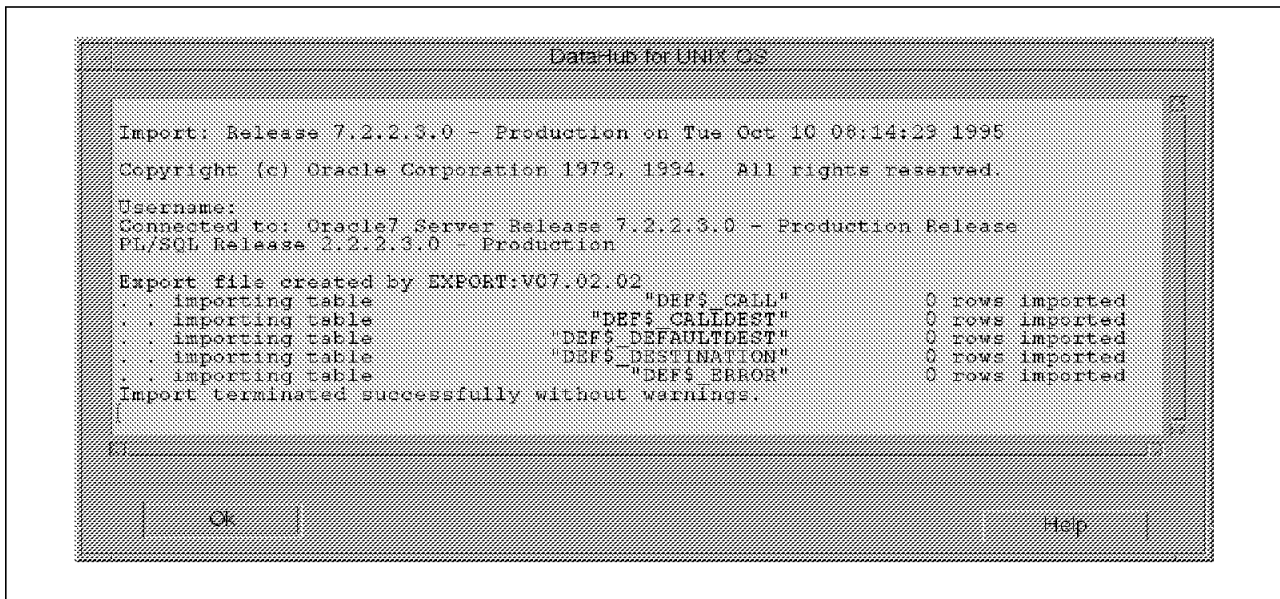 DataHub for UNIX OS
Import: Release 7.2.2.3.0 - Production on Tue Oct 10 08:14:29 1995
Copyright (c) Oracle Corporation 1979, 1994.  All rights reserved.
Username:
Connected to: Oracle7 Server Release 7.2.2.3.0 - Production Release
PL/SQL Release 2.2.2.3.0 - Production
Export file created by EXPORT:V07.02.02
. . importing table "DEF$_CALL" 0 rows imported
. . importing table "DEF$_CALLDEST" 0 rows imported
. . importing table "DEF$_DEFAULTDEST" 0 rows imported
. . importing table "DEF$_DESTINATION" 0 rows imported
. . importing table "DEF$_ERROR" 0 rows imported
Import terminated successfully without warnings.
Ok
Help